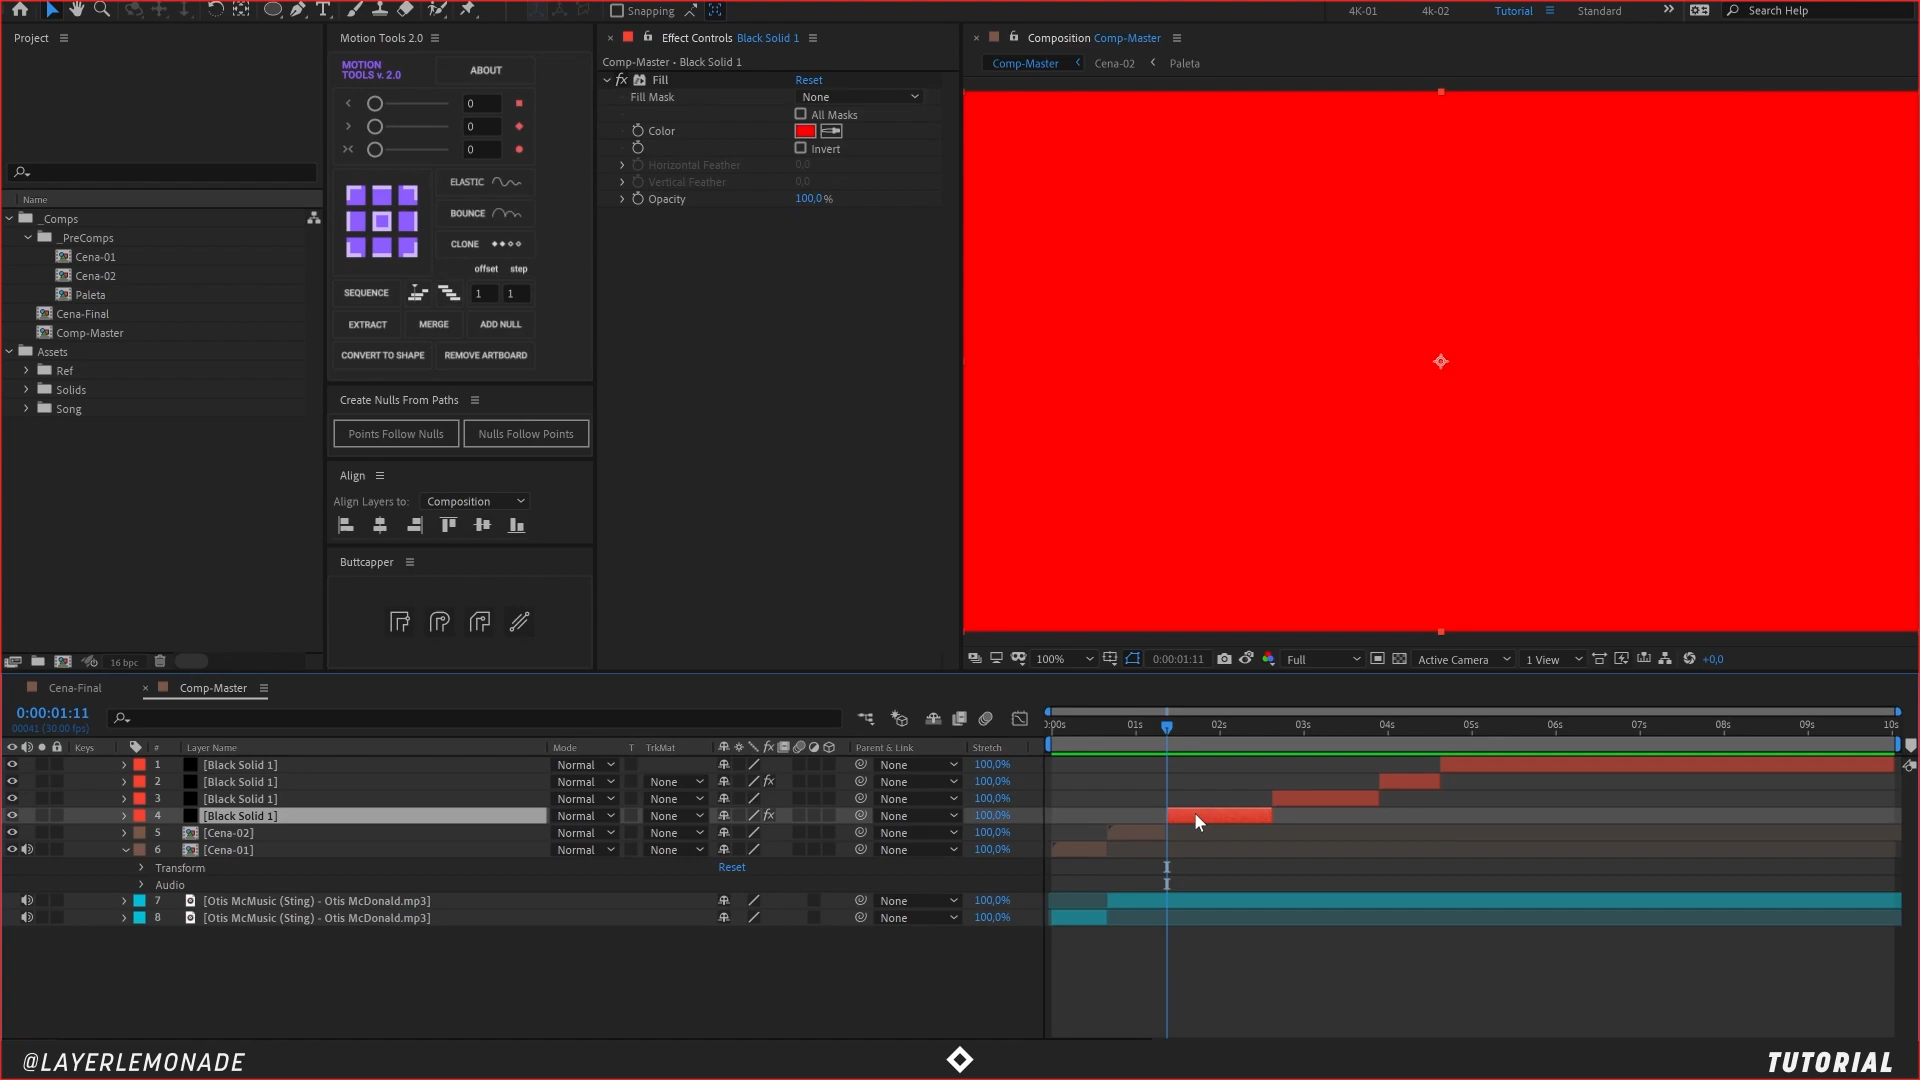 Snapping
4K-01
4k-02
Tutorial
Standard
Search Help
Project
Name
_Comps
_PreComps
Cena-01
Cena-02
Paleta
Cena-Final
Comp-Master
Assets
Ref
Solids
Song
16 bpc
Motion Tools 2.0
MOTION
TOOLS v. 2.0
ABOUT
0
0
0
ELASTIC
BOUNCE
CLONE
offset step
SEQUENCE
1 1
EXTRACT
MERGE
ADD NULL
CONVERT TO SHAPE
REMOVE ARTBOARD
Create Nulls From Paths
Points Follow Nulls
Nulls Follow Points
Align
Align Layers to: Composition
Buttcapper
Effect Controls Black Solid 1
Comp-Master • Black Solid 1
fx Fill Reset
Fill Mask None
All Masks
Color
Invert
Horizontal Feather 0,0
Vertical Feather 0,0
Opacity 100,0 %
Composition Comp-Master
Comp-Master Cena-02 Paleta
100% 0:00:01:11 Full Active Camera 1 View +0,0
Cena-Final Comp-Master
0:00:01:11
00041 (30.00 fps)
:00s 01s 02s 03s 04s 05s 06s 07s 08s 09s 10s
Keys # Layer Name Mode T TrkMat fx Parent & Link Stretch
1 [Black Solid 1] Normal None 100,0%
2 [Black Solid 1] Normal None fx None 100,0%
3 [Black Solid 1] Normal None None 100,0%
4 [Black Solid 1] Normal None fx None 100,0%
5 [Cena-02] Normal None None 100,0%
6 [Cena-01] Normal None None 100,0%
Transform Reset
Audio
7 [Otis McMusic (Sting) - Otis McDonald.mp3] None 100,0%
8 [Otis McMusic (Sting) - Otis McDonald.mp3] None 100,0%
@LAYERLEMONADE
TUTORIAL